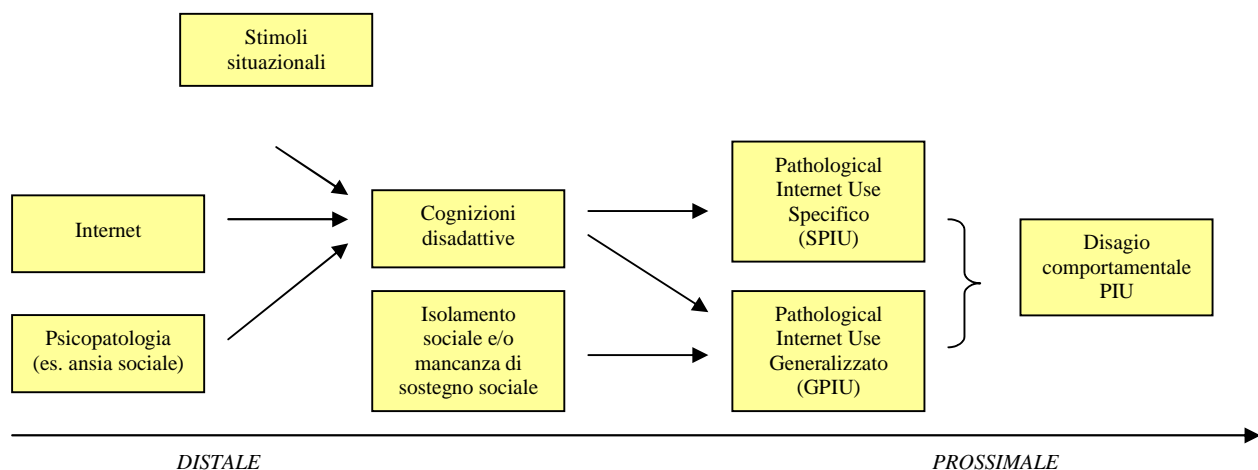 Stimoli
situazionali
Internet
Psicopatologia
(es. ansia sociale)
Cognizioni
disadattive
Isolamento
sociale e/o
mancanza di
sostegno sociale
Pathological
Internet Use
Specifico
(SPIU)
Pathological
Internet Use
Generalizzato
(GPIU)
Disagio
comportamentale
PIU
DISTALE
PROSSIMALE